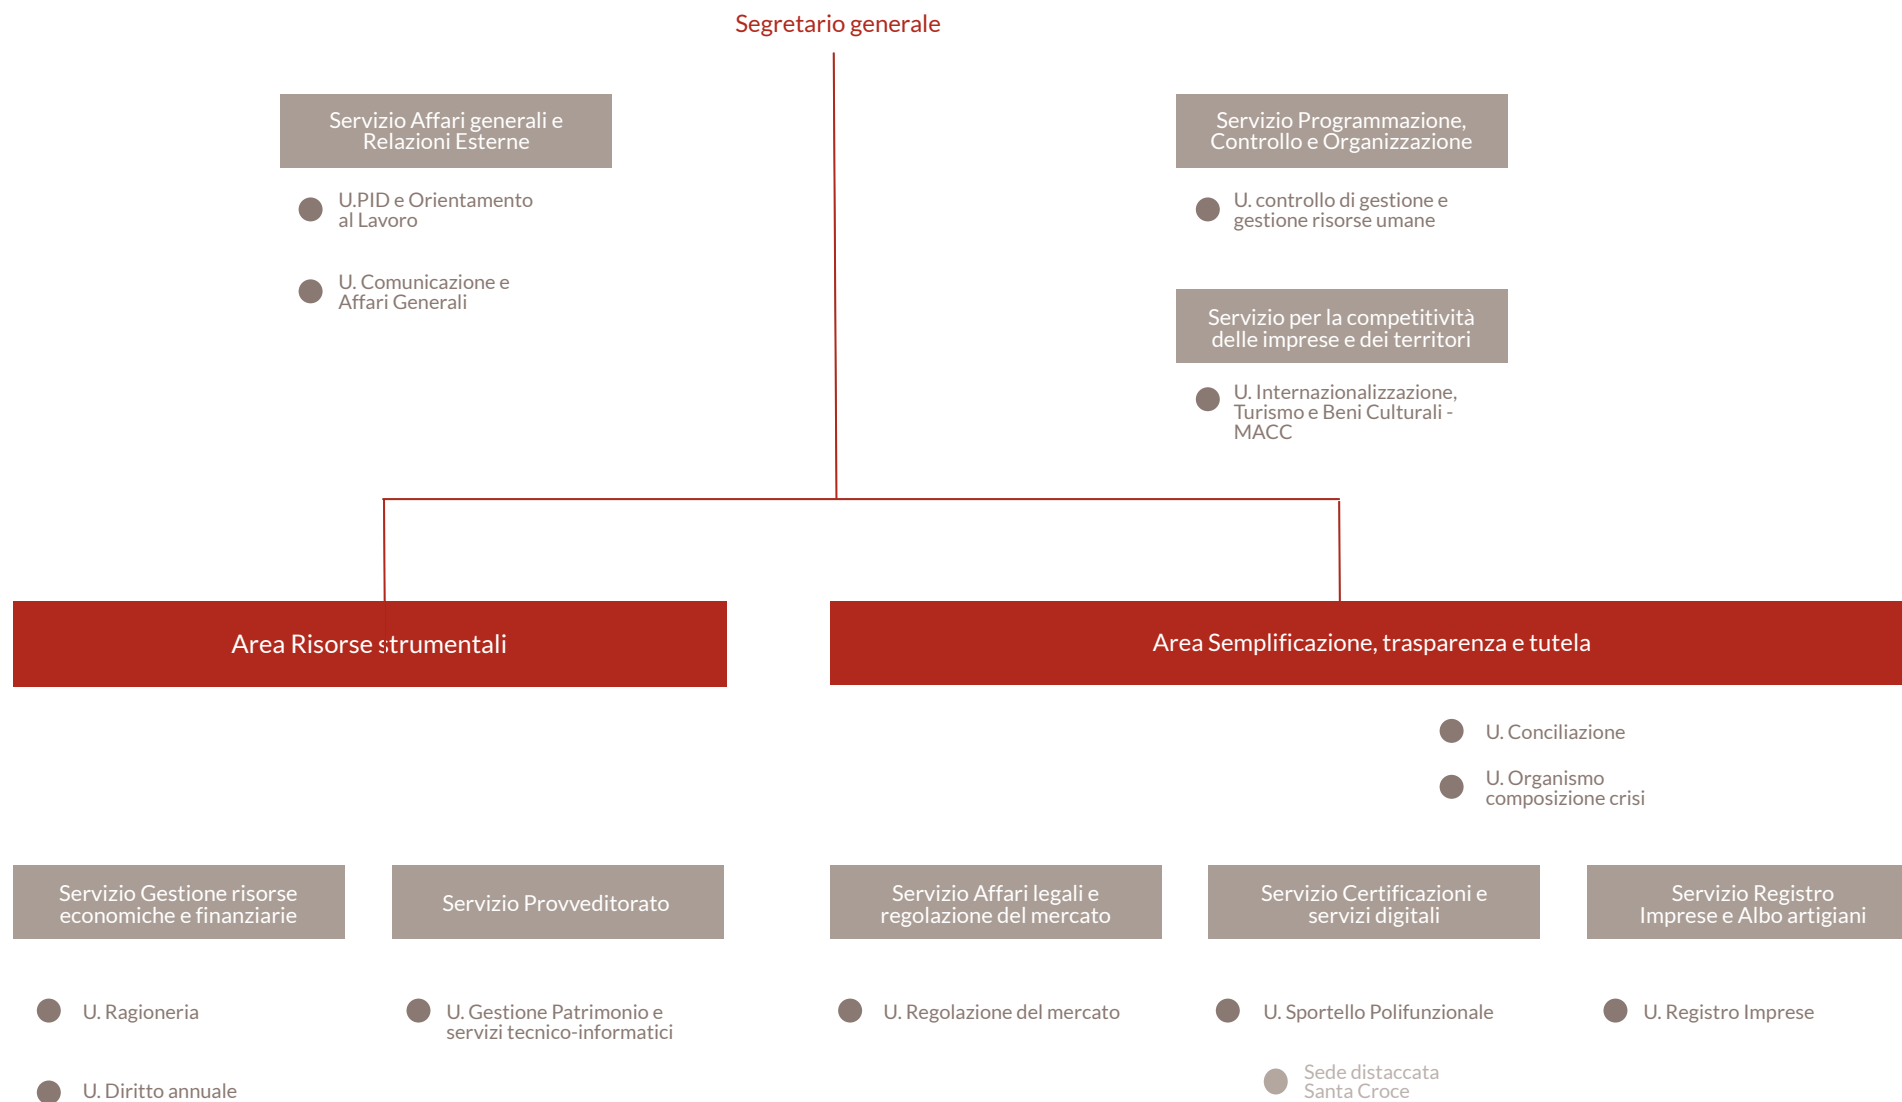 Segretario generale
Servizio Affari generali e
Relazioni Esterne
U.PID e Orientamento
al Lavoro
U. Comunicazione e
Affari Generali
Servizio Programmazione,
Controllo e Organizzazione
U. controllo di gestione e
gestione risorse umane
Servizio per la competitività
delle imprese e dei territori
U. Internazionalizzazione,
Turismo e Beni Culturali -
MACC
Area Risorse strumentali
Area Semplificazione, trasparenza e tutela
U. Conciliazione
U. Organismo
composizione crisi
Servizio Gestione risorse
economiche e finanziarie
U. Ragioneria
U. Diritto annuale
Servizio Provveditorato
U. Gestione Patrimonio e
servizi tecnico-informatici
Servizio Affari legali e
regolazione del mercato
U. Regolazione del mercato
Servizio Certificazioni e
servizi digitali
U. Sportello Polifunzionale
Sede distaccata
Santa Croce
Servizio Registro
Imprese e Albo artigiani
U. Registro Imprese